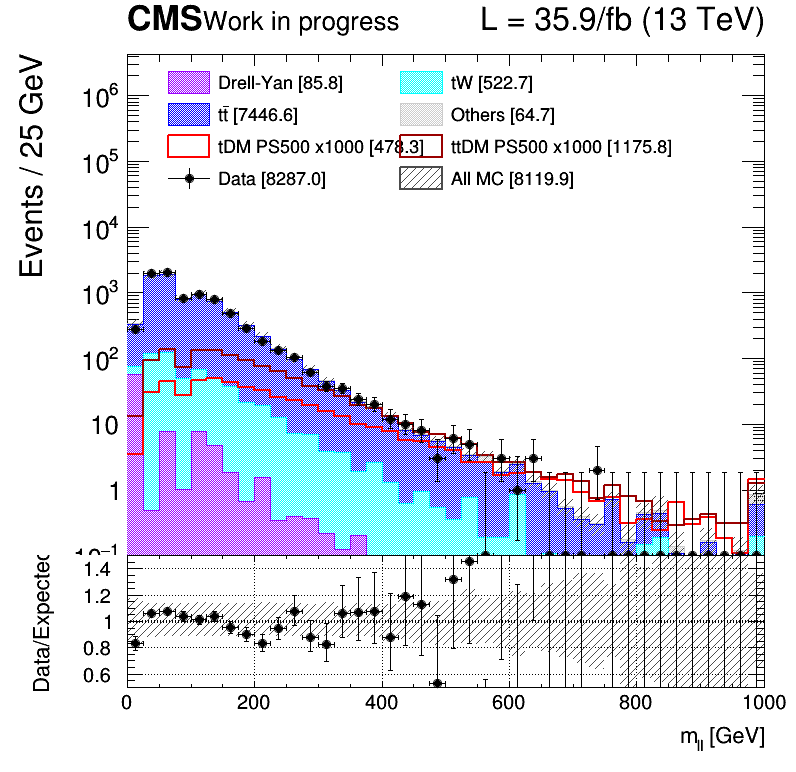 CMS Work in progress L = 35.9/fb (13 TeV)
Events / 25 GeV
Drell-Yan [85.8] tW [522.7]
tt̄ [7446.6] Others [64.7]
tDM PS500 x1000 [478.3] ttDM PS500 x1000 [1175.8]
Data [8287.0] All MC [8119.9]
10⁶
10⁵
10⁴
10³
10²
10
1
10⁻¹
Data/Expected
1.4
1.2
1
0.8
0.6
0 200 400 600 800 1000
m_ll [GeV]